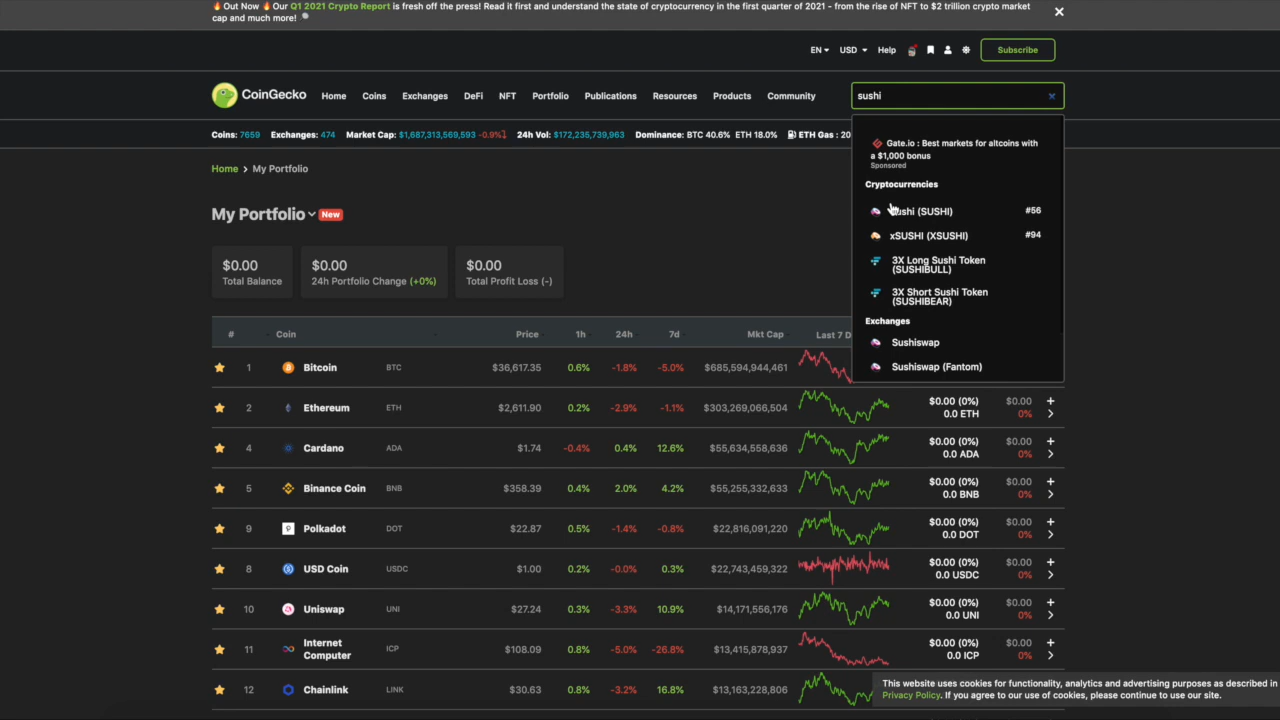 🔥Out Now 🔥Our Q1 2021 Crypto Report is fresh off the press! Read it first and understand the state of cryptocurrency in the first quarter of 2021 - from the rise of NFT to $2 trillion crypto market
cap and much more!
EN USD Help Subscribe
CoinGecko Home Coins Exchanges DeFi NFT Portfolio Publications Resources Products Community sushi
Coins: 7659 Exchanges: 474 Market Cap: $1,687,313,569,593 -0.9% 24h Vol: $172,235,739,963 Dominance: BTC 40.6% ETH 18.0% ETH Gas: 20
Gate.io : Best markets for altcoins with
a $1,000 bonus
Sponsored
Cryptocurrencies
(SUSHI) #56
xSUSHI (XSUSHI) #94
3X Long Sushi Token
(SUSHIBULL)
3X Short Sushi Token
(SUSHIBEAR)
Exchanges
Sushiswap
Sushiswap (Fantom)
Home > My Portfolio
My Portfolio New
$0.00 $0.00 $0.00
Total Balance 24h Portfolio Change (+0%) Total Profit Loss (-)
# Coin Price 1h 24h 7d Mkt Cap Last 7
1 Bitcoin BTC $36,617.35 0.6% -1.8% -5.0% $685,594,944,461
2 Ethereum ETH $2,611.90 0.2% -2.9% -1.1% $303,269,066,504 $0.00 (0%) $0.00 +
0.0 ETH 0% >
4 Cardano ADA $1.74 -0.4% 0.4% 12.6% $55,634,558,636 $0.00 (0%) $0.00 +
0.0 ADA 0% >
5 Binance Coin BNB $358.39 0.4% 2.0% 4.2% $55,255,332,633 $0.00 (0%) $0.00 +
0.0 BNB 0% >
9 Polkadot DOT $22.87 0.5% -1.4% -0.8% $22,816,091,220 $0.00 (0%) $0.00 +
0.0 DOT 0% >
8 USD Coin USDC $1.00 0.2% -0.0% 0.3% $22,743,459,322 $0.00 (0%) $0.00 +
0.0 USDC 0% >
10 Uniswap UNI $27.24 0.3% -3.3% 10.9% $14,171,556,176 $0.00 (0%) $0.00 +
0.0 UNI 0% >
11 Internet
Computer ICP $108.09 0.8% -5.0% -26.8% $13,415,878,937 $0.00 (0%) $0.00 +
0.0 ICP 0% >
12 Chainlink LINK $30.63 0.8% -3.2% 16.8% $13,163,228,806
This website uses cookies for functionality, analytics and advertising purposes as described in
Privacy Policy. If you agree to our use of cookies, please continue to use our site.